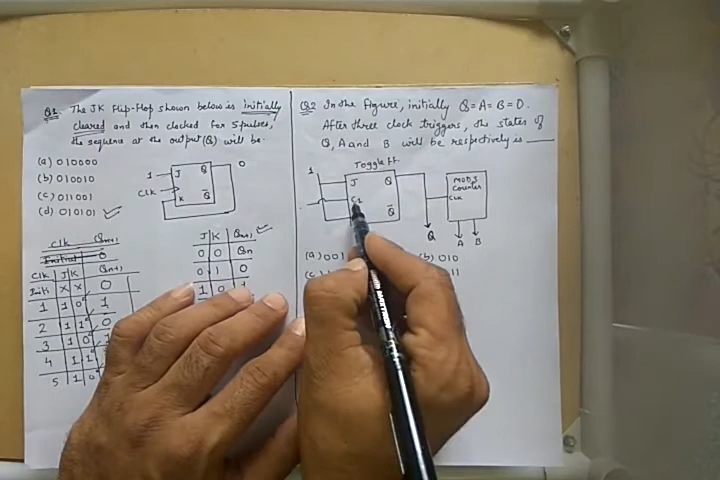 Q1. The JK Flip-Flop shown below is initially
cleared and then clocked for 5 pulses,
the sequence at the output (Q) will be:
(a) 010000
(b) 010010
(c) 011001
(d) 010101
1 J Q 0
Clk
K Q̅
Clk Qn+1
Initial 0
Clk J K Qn+1
Init: X X 0
1 1 0 1
2 1 1 0
3 1 0
4 1 1
5 1 0
J K Qn+1
0 0 Qn
0 1 0
1 0
Q2 In the figure, initially Q=A=B=0.
After three clock triggers, the states of
Q, A and B will be respectively is ____
Toggle ff.
1
J Q
Q̅
MOD 3
Counter
CLK
Q A B
(a) 001
(b) 010